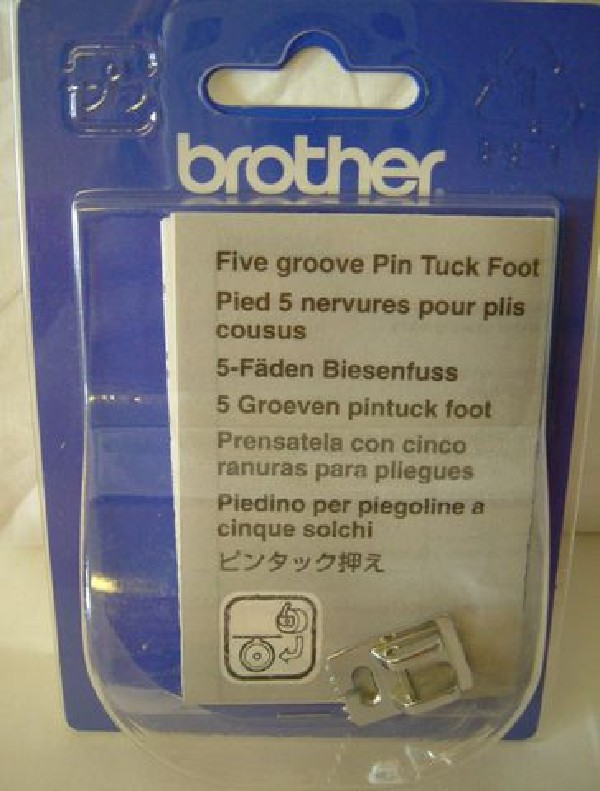 brother
Five groove Pin Tuck Foot
Pied 5 nervures pour plis
cousus
5-Fäden Biesenfuss
5 Groeven pintuck foot
Prensatela con cinco
ranuras para pliegues
Piedino per piegoline a
cinque solchi
ピンタック押え